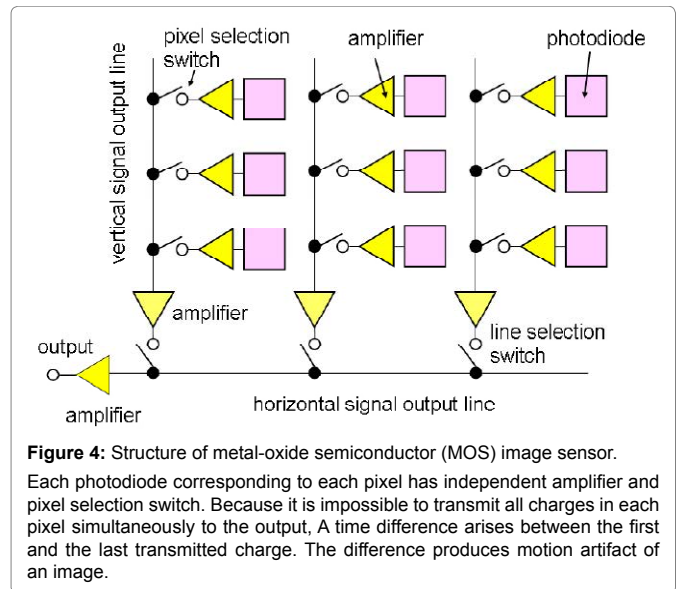 pixel selection
switch
amplifier
photodiode
vertical signal output line
amplifier
line selection
switch
output
amplifier
horizontal signal output line
Figure 4: Structure of metal-oxide semiconductor (MOS) image sensor.
Each photodiode corresponding to each pixel has independent amplifier and
pixel selection switch. Because it is impossible to transmit all charges in each
pixel simultaneously to the output, A time difference arises between the first
and the last transmitted charge. The difference produces motion artifact of
an image.